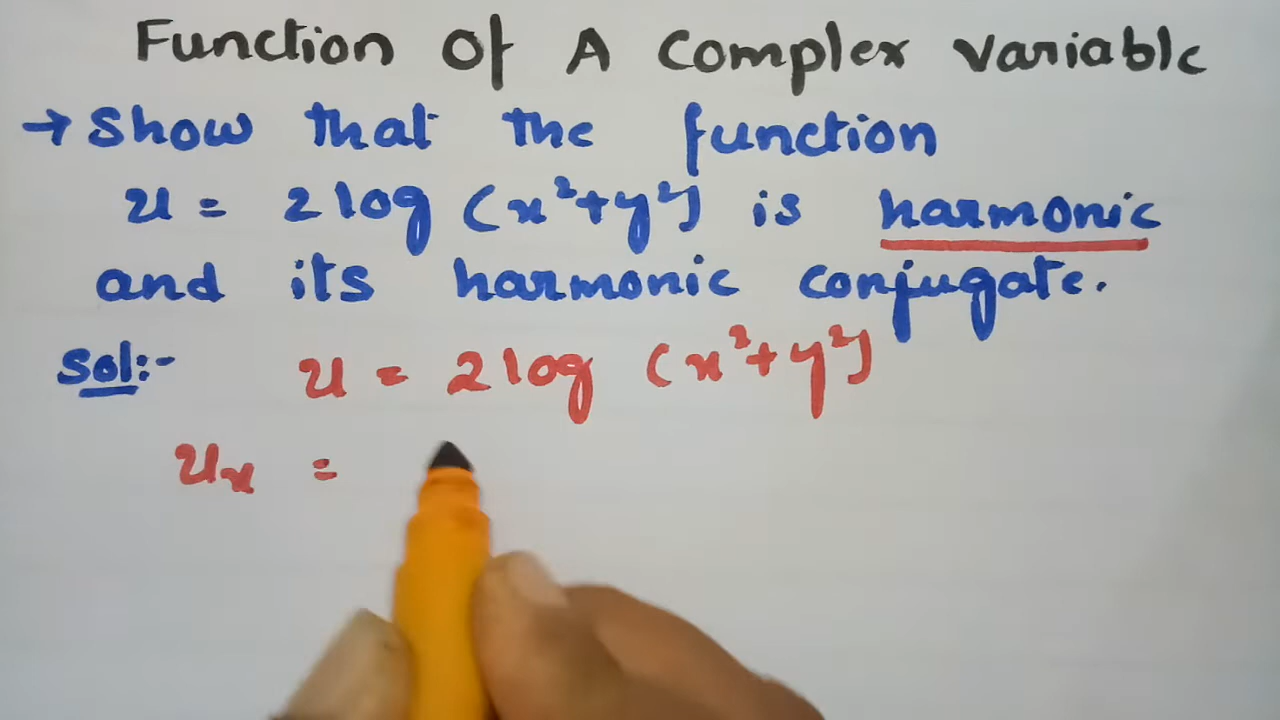 Function Of A Complex Variable
→ Show that the function
u = 2 log (x²+y²) is harmonic
and its harmonic conjugate.
Sol:- u = 2 log (x²+y²)
uₓ =